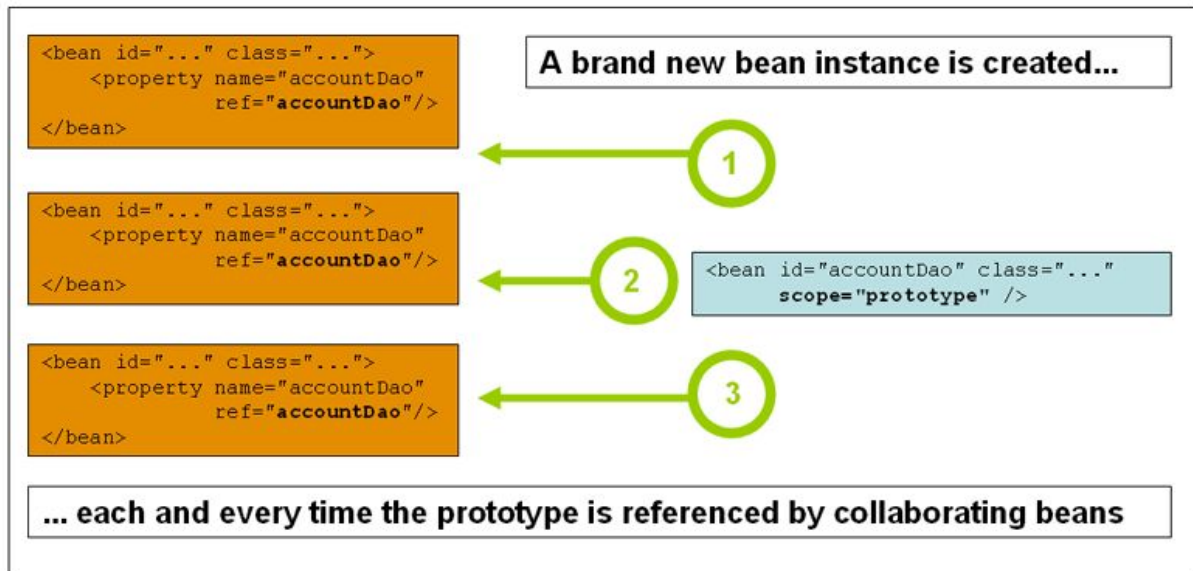 <bean id="..." class="...">
<property name="accountDao"
ref="accountDao"/>
</bean>
A brand new bean instance is created...
1
<bean id="..." class="...">
<property name="accountDao"
ref="accountDao"/>
</bean>
2
<bean id="accountDao" class="..."
scope="prototype" />
<bean id="..." class="...">
<property name="accountDao"
ref="accountDao"/>
</bean>
3
... each and every time the prototype is referenced by collaborating beans